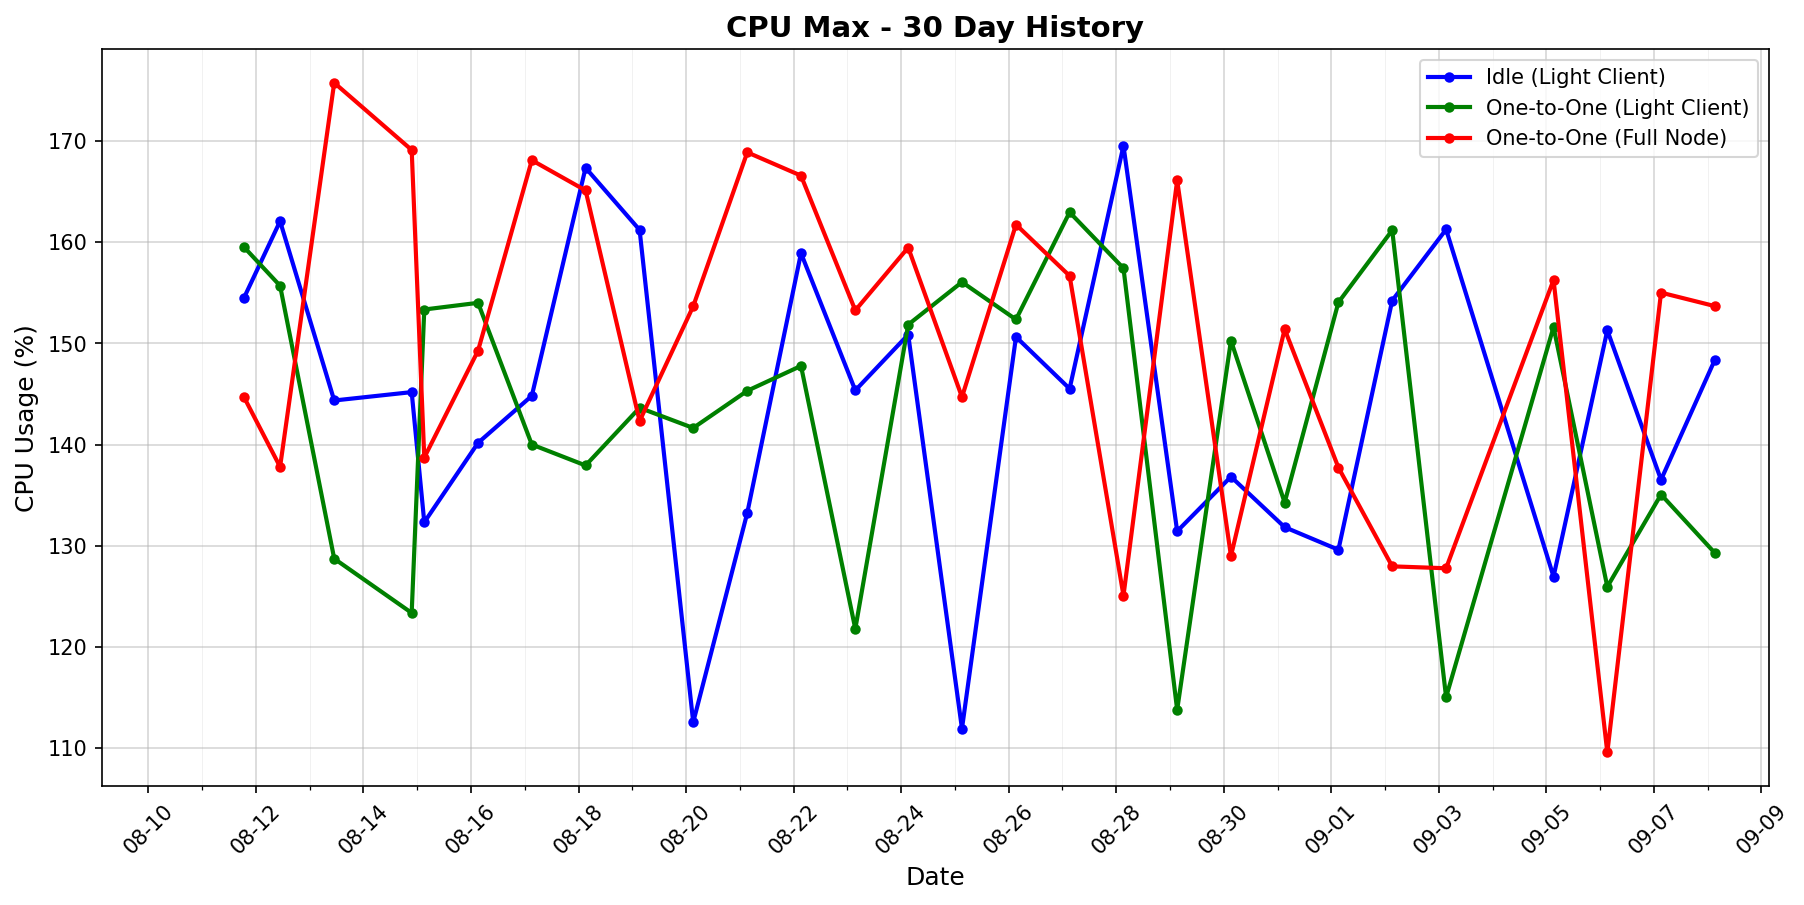 CPU Max - 30 Day History
Idle (Light Client)
One-to-One (Light Client)
One-to-One (Full Node)
CPU Usage (%)
170
160
150
140
130
120
110
08-10 08-12 08-14 08-16 08-18 08-20 08-22 08-24 08-26 08-28 08-30 09-01 09-03 09-05 09-07 09-09
Date